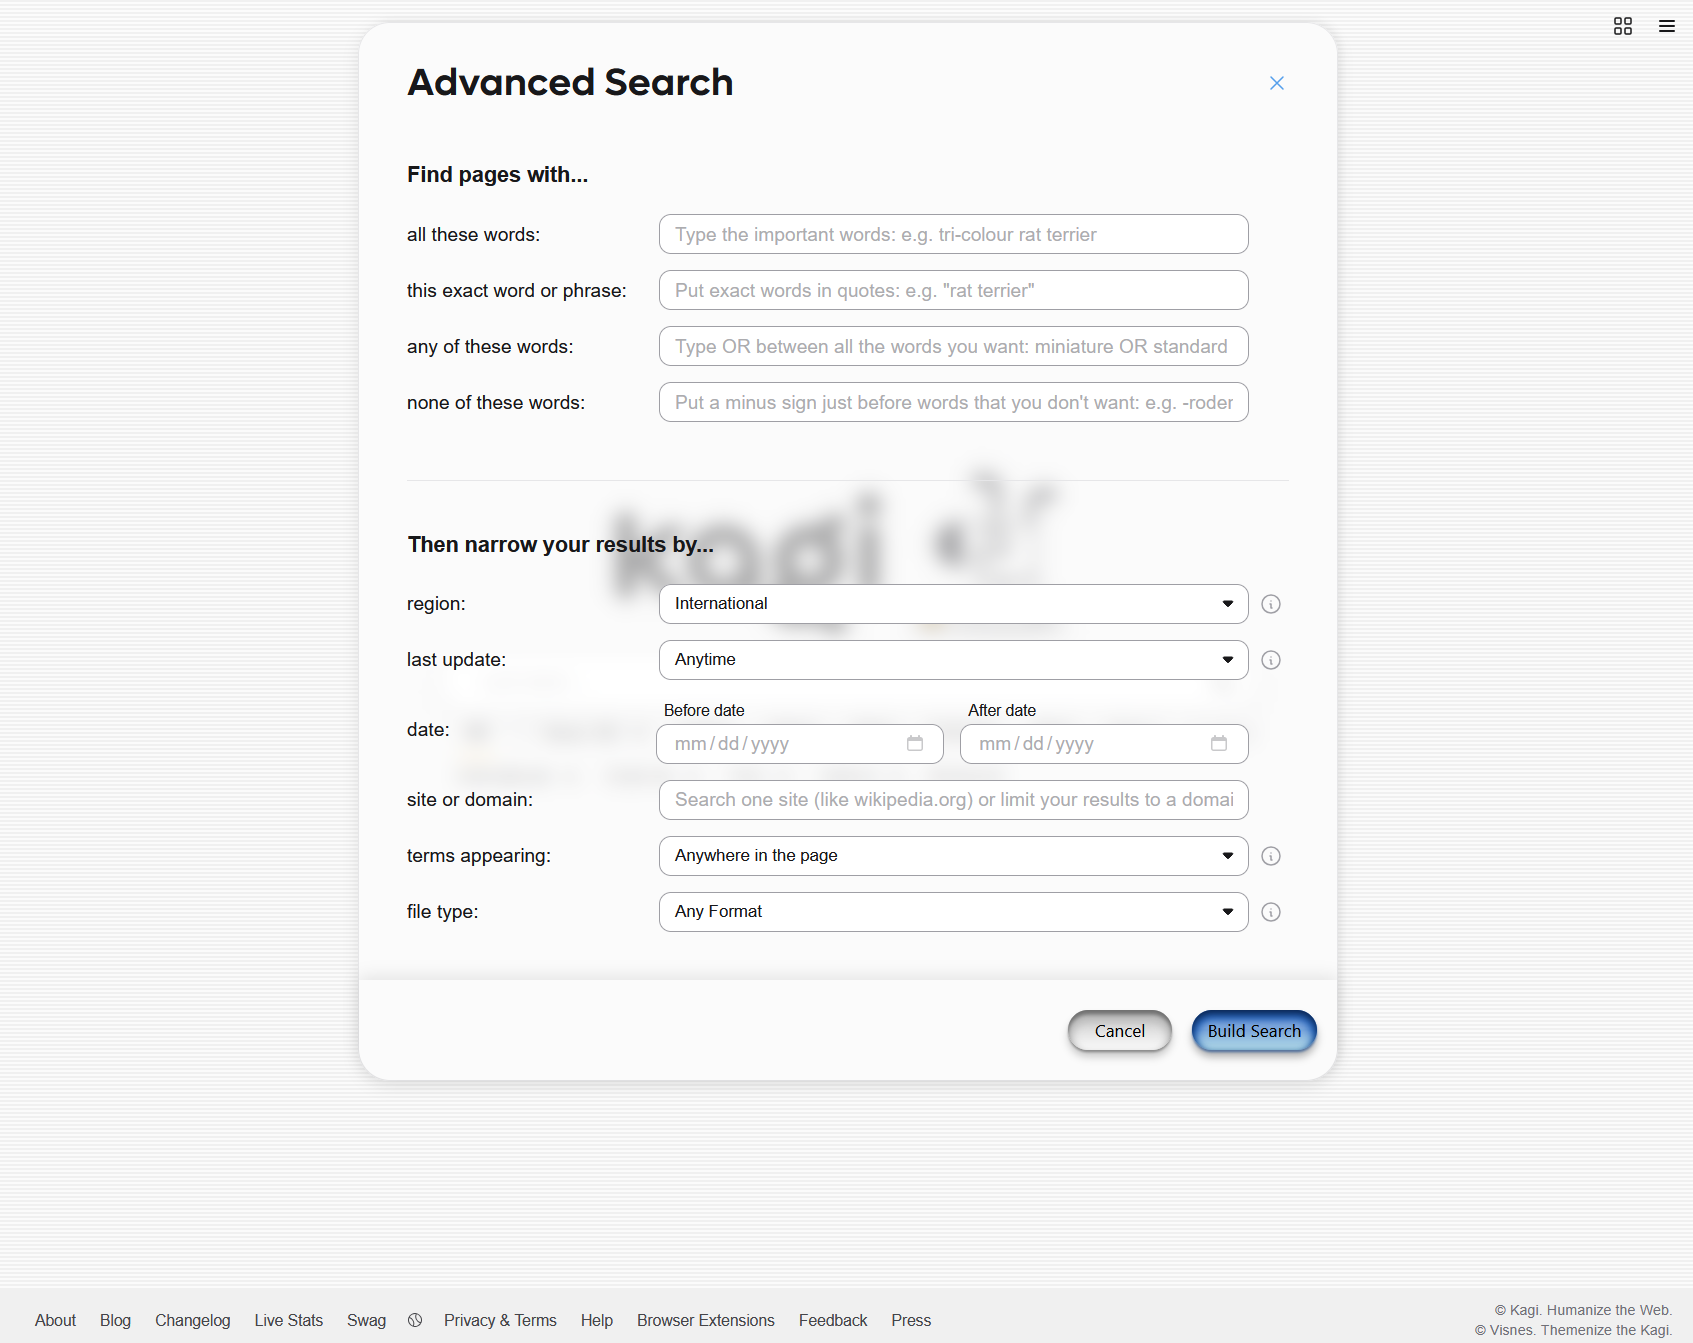 Advanced Search
Find pages with...
all these words:
Type the important words: e.g. tri-colour rat terrier
this exact word or phrase:
Put exact words in quotes: e.g. "rat terrier"
any of these words:
Type OR between all the words you want: miniature OR standard
none of these words:
Put a minus sign just before words that you don't want: e.g. -roder
kagi
Then narrow your results by...
region:
International
last update:
Anytime
date:
Before date
mm/dd/yyyy
After date
mm/dd/yyyy
site or domain:
Search one site (like wikipedia.org) or limit your results to a domai
terms appearing:
Anywhere in the page
file type:
Any Format
Cancel
Build Search
About Blog Changelog Live Stats Swag Privacy & Terms Help Browser Extensions Feedback Press
© Kagi. Humanize the Web.
© Visnes. Themenize the Kagi.